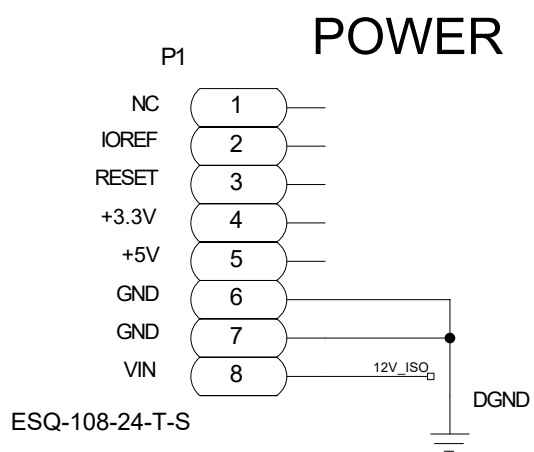 POWER
P1
NC 1
IOREF 2
RESET 3
+3.3V 4
+5V 5
GND 6
GND 7
VIN 8 12V_ISO
DGND
ESQ-108-24-T-S